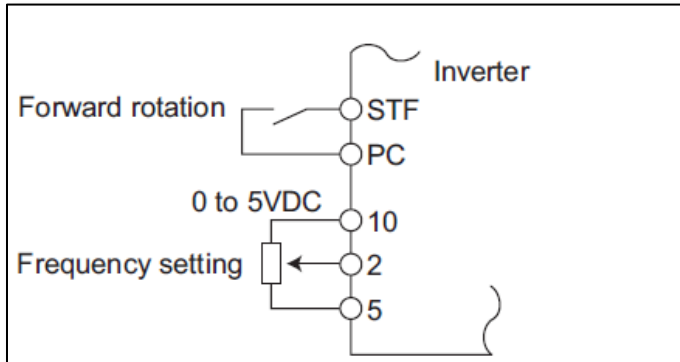 Inverter
Forward rotation
STF
PC
0 to 5VDC
10
Frequency setting
2
5